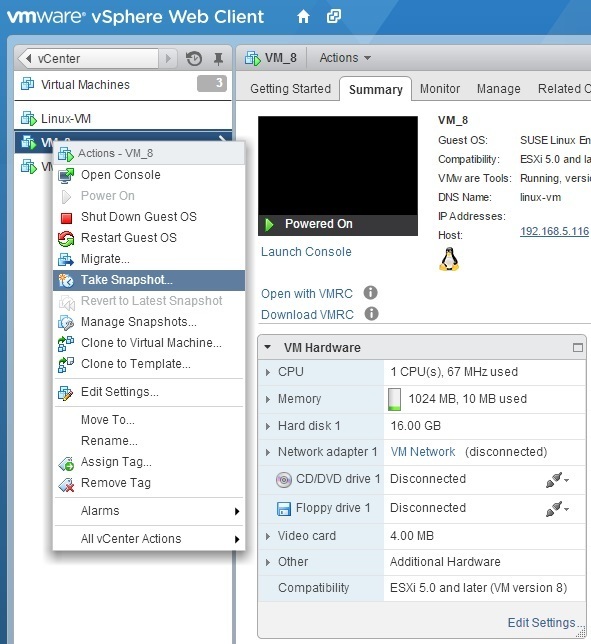 vmware® vSphere Web Client
vCenter
Virtual Machines 3
Linux-VM
VM_8
Actions - VM_8
Open Console
Power On
Shut Down Guest OS
Restart Guest OS
Migrate...
Take Snapshot...
Revert to Latest Snapshot
Manage Snapshots...
Clone to Virtual Machine...
Clone to Template...
Edit Settings...
Move To...
Rename...
Assign Tag...
Remove Tag
Alarms
All vCenter Actions
VM_8 Actions
Getting Started Summary Monitor Manage Related
Powered On
Launch Console
Open with VMRC
Download VMRC
VM_8
Guest OS: SUSE Linux
Compatibility: ESXi 5.0 and
VMware Tools: Running,
DNS Name: linux-vm
IP Addresses:
Host: 192.168.5.116
VM Hardware
CPU 1 CPU(s), 67 MHz used
Memory 1024 MB, 10 MB used
Hard disk 1 16.00 GB
Network adapter 1 VM Network (disconnected)
CD/DVD drive 1 Disconnected
Floppy drive 1 Disconnected
Video card 4.00 MB
Other Additional Hardware
Compatibility ESXi 5.0 and later (VM version 8)
Edit Settings...